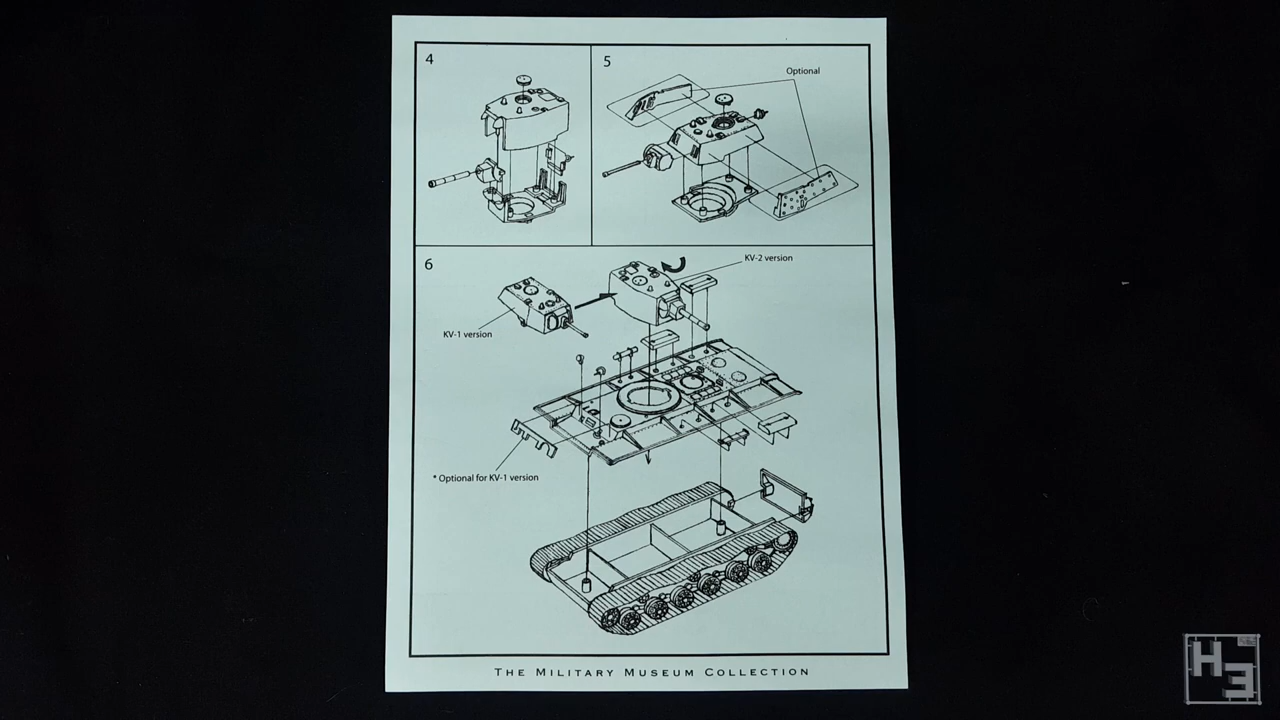 4
5
Optional
6
KV-2 version
KV-1 version
* Optional for KV-1 version
THE MILITARY MUSEUM COLLECTION
H3